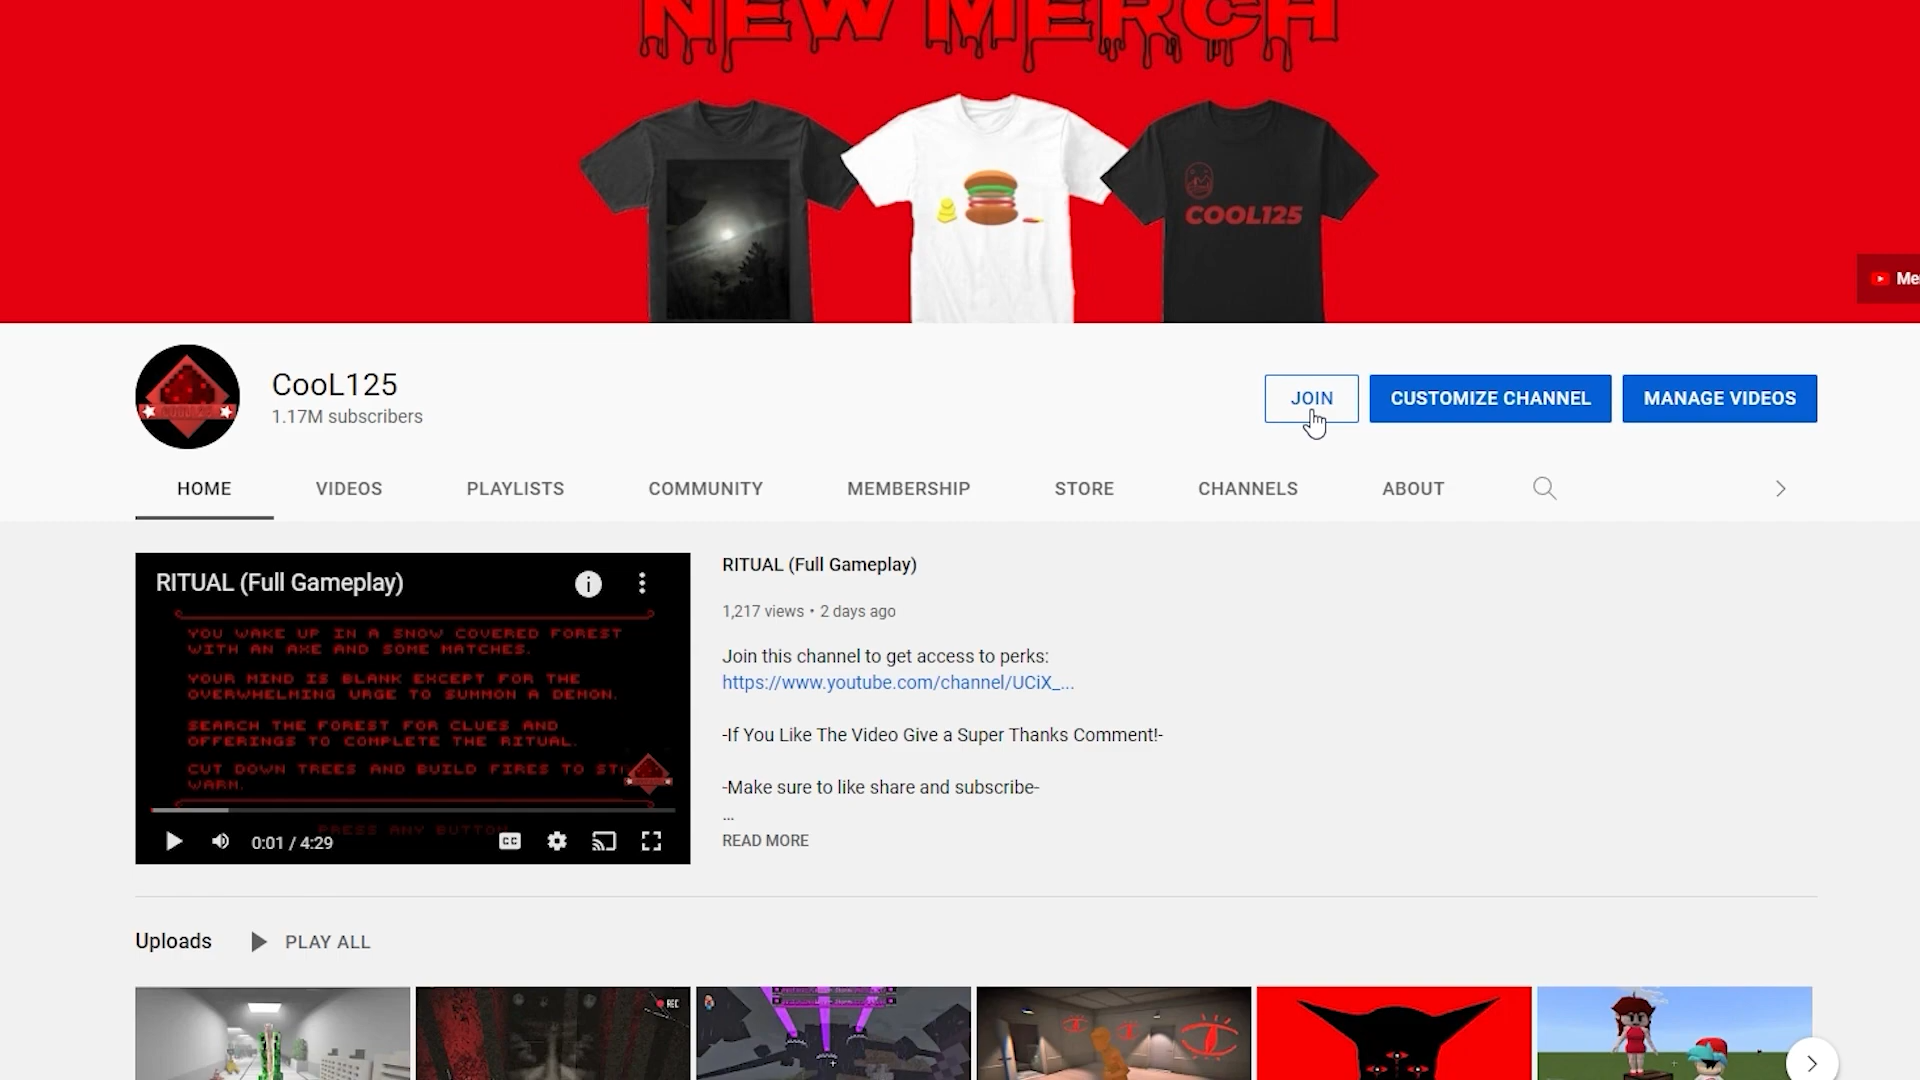 NEW MERCH
COOL125
CooL125
1.17M subscribers
JOIN
CUSTOMIZE CHANNEL
MANAGE VIDEOS
HOME
VIDEOS
PLAYLISTS
COMMUNITY
MEMBERSHIP
STORE
CHANNELS
ABOUT
RITUAL (Full Gameplay)
YOU WAKE UP IN A SNOW COVERED FOREST
WITH AN AXE AND SOME MATCHES.
YOUR MIND IS BLANK EXCEPT FOR THE
OVERWHELMING URGE TO SUMMON A DEMON.
SEARCH THE FOREST FOR CLUES AND
OFFERINGS TO COMPLETE THE RITUAL.
CUT DOWN TREES AND BUILD FIRES TO
WARM.
PRESS ANY BUTTON
0:01 / 4:29
CC
RITUAL (Full Gameplay)
1,217 views • 2 days ago
Join this channel to get access to perks:
https://www.youtube.com/channel/UCiX_...
-If You Like The Video Give a Super Thanks Comment!-
-Make sure to like share and subscribe-
...
READ MORE
Uploads
PLAY ALL
REC